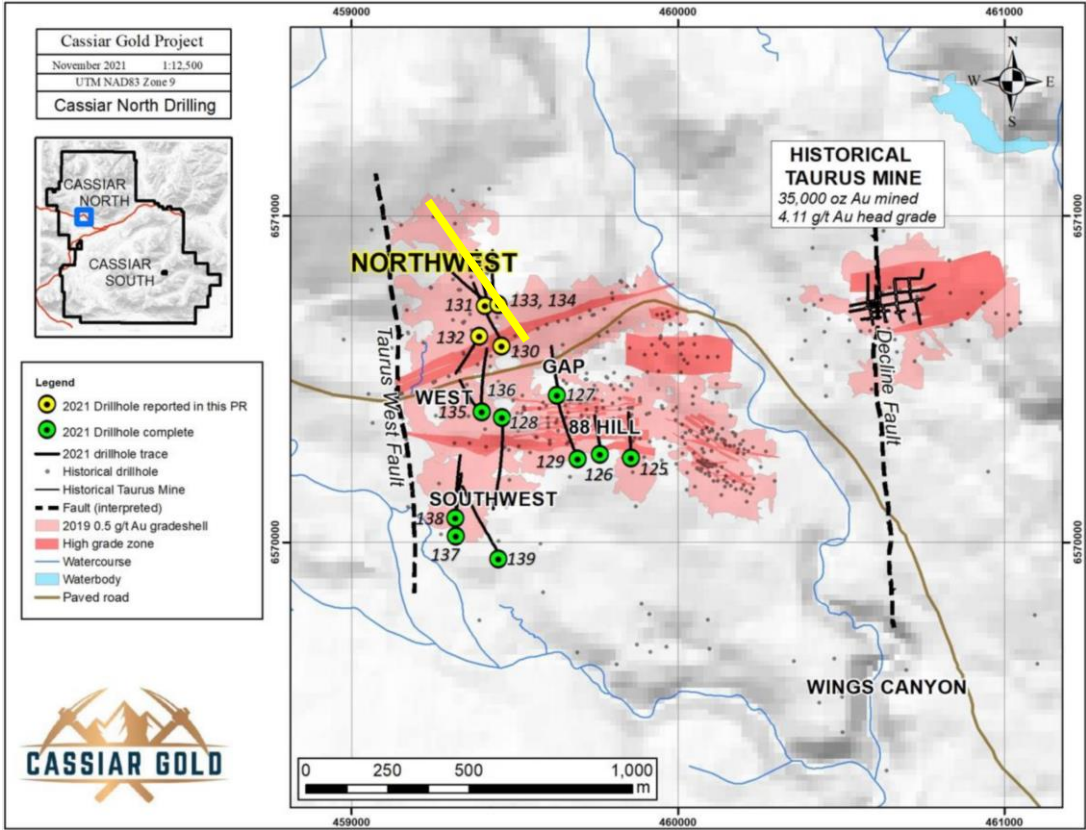 Cassiar Gold Project
November 2021 1:12,500
UTM NAD83 Zone 9
Cassiar North Drilling
CASSIAR
NORTH
CASSIAR
SOUTH
Legend
2021 Drillhole reported in this PR
2021 Drillhole complete
2021 drillhole trace
Historical drillhole
Historical Taurus Mine
Fault (interpreted)
2019 0.5 g/t Au gradeshell
High grade zone
Watercourse
Waterbody
Paved road
CASSIAR GOLD
459000 460000 461000
6571000 6571000
6570000 6570000
459000 460000 461000
N
W E
S
HISTORICAL
TAURUS MINE
35,000 oz Au mined
4.11 g/t Au head grade
NORTHWEST
131 133, 134
132 130
Taurus West Fault
GAP
136
WEST 127
135 128
88 HILL
129 126 125
SOUTHWEST
138
137 139
Decline Fault
WINGS CANYON
0 250 500 1,000
m